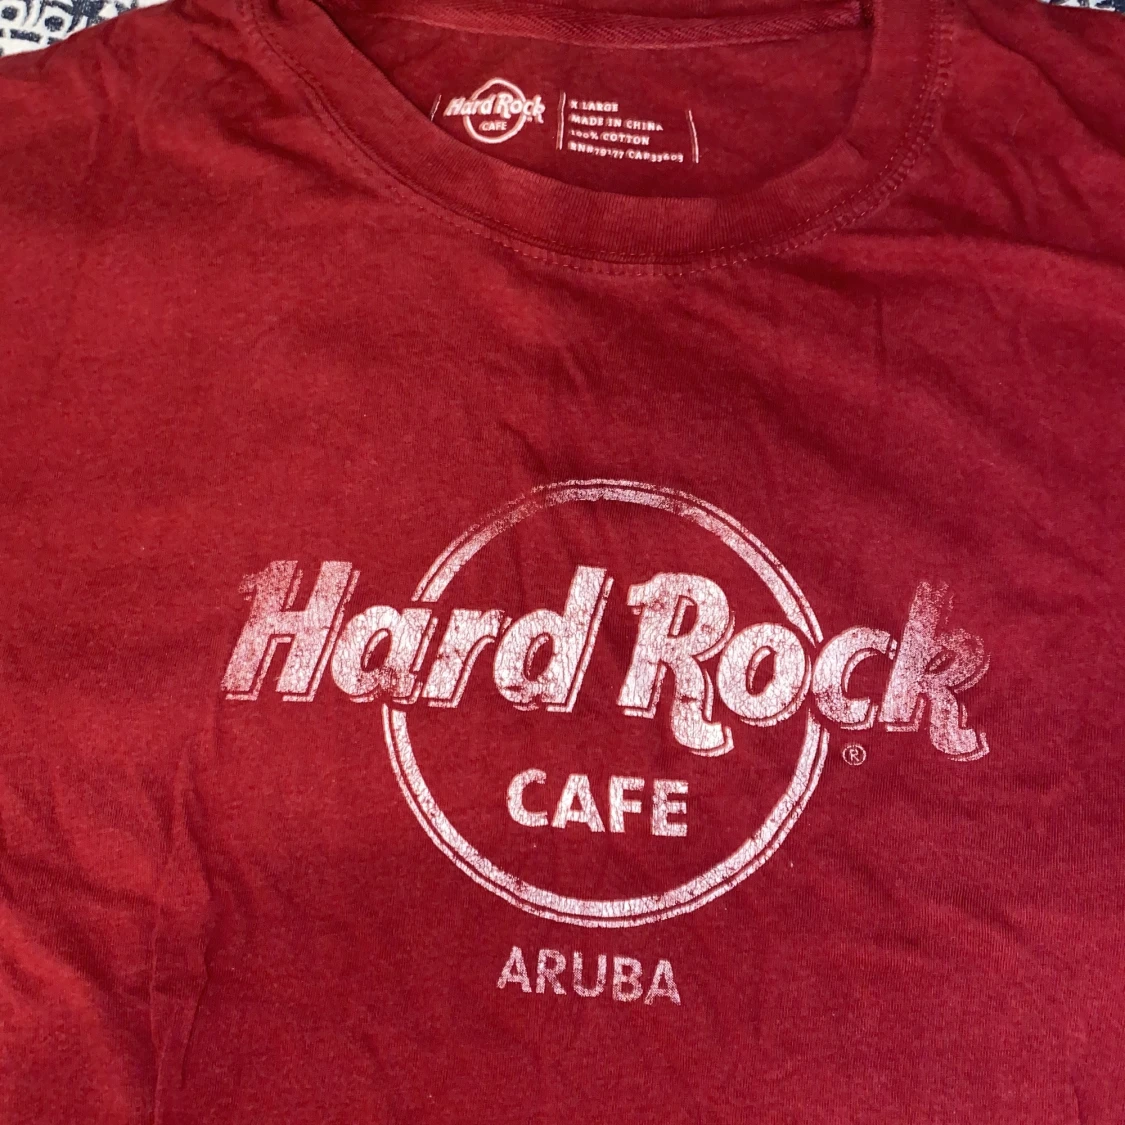 Hard Rock
CAFE
X LARGE
MADE IN CHINA
100% COTTON
Hard Rock
®
CAFE
ARUBA